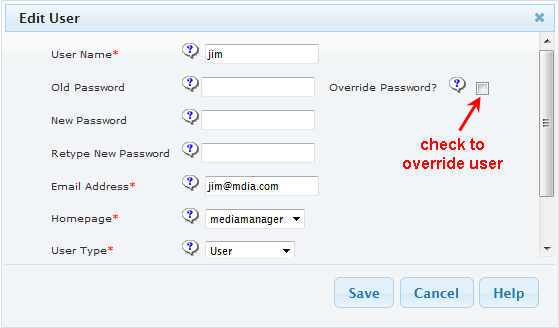 Edit User
User Name* ? jim
Old Password ? Override Password? ?
New Password ?
check to
override user
Retype New Password ?
Email Address* ? jim@mdia.com
Homepage* ? mediamanager
User Type* ? User
Save Cancel Help